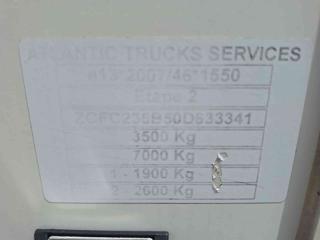 ATLANTIC TRUCKS SERVICES
e13*2007/46*1550
Etape 2
ZCFC235B50D633341
3500 Kg
7000 Kg
1 - 1900 Kg
2 - 2600 Kg